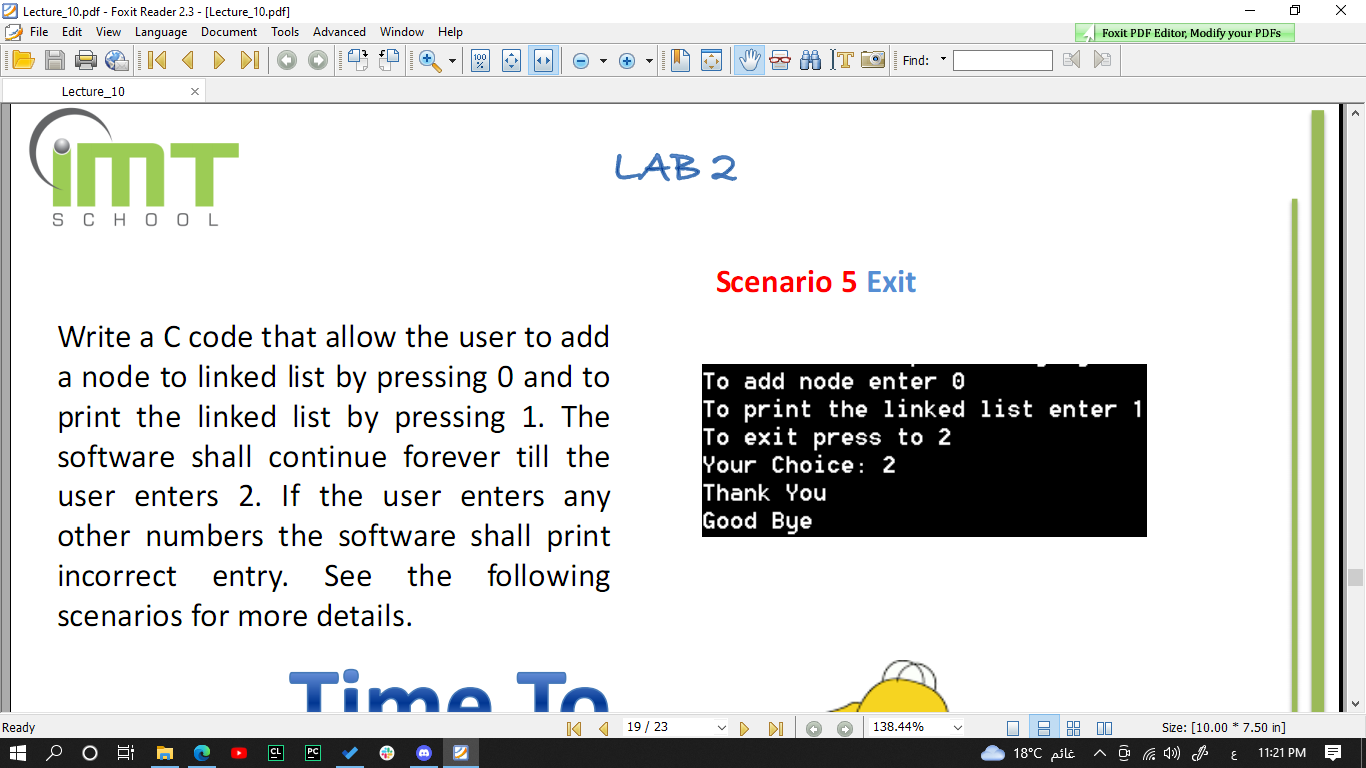 Lecture_10.pdf - Foxit Reader 2.3 - [Lecture_10.pdf]
File Edit View Language Document Tools Advanced Window Help
Foxit PDF Editor, Modify your PDFs
100 %
Find:
Lecture_10
iMT
SCHOOL
LAB 2
Scenario 5 Exit
Write a C code that allow the user to add
a node to linked list by pressing 0 and to
print the linked list by pressing 1. The
software shall continue forever till the
user enters 2. If the user enters any
other numbers the software shall print
incorrect entry. See the following
scenarios for more details.
To add node enter 0
To print the linked list enter 1
To exit press to 2
Your Choice: 2
Thank You
Good Bye
Time To
Ready
19 / 23
138.44%
Size: [10.00 * 7.50 in]
CL
PC
18°C غائم
ع
11:21 PM